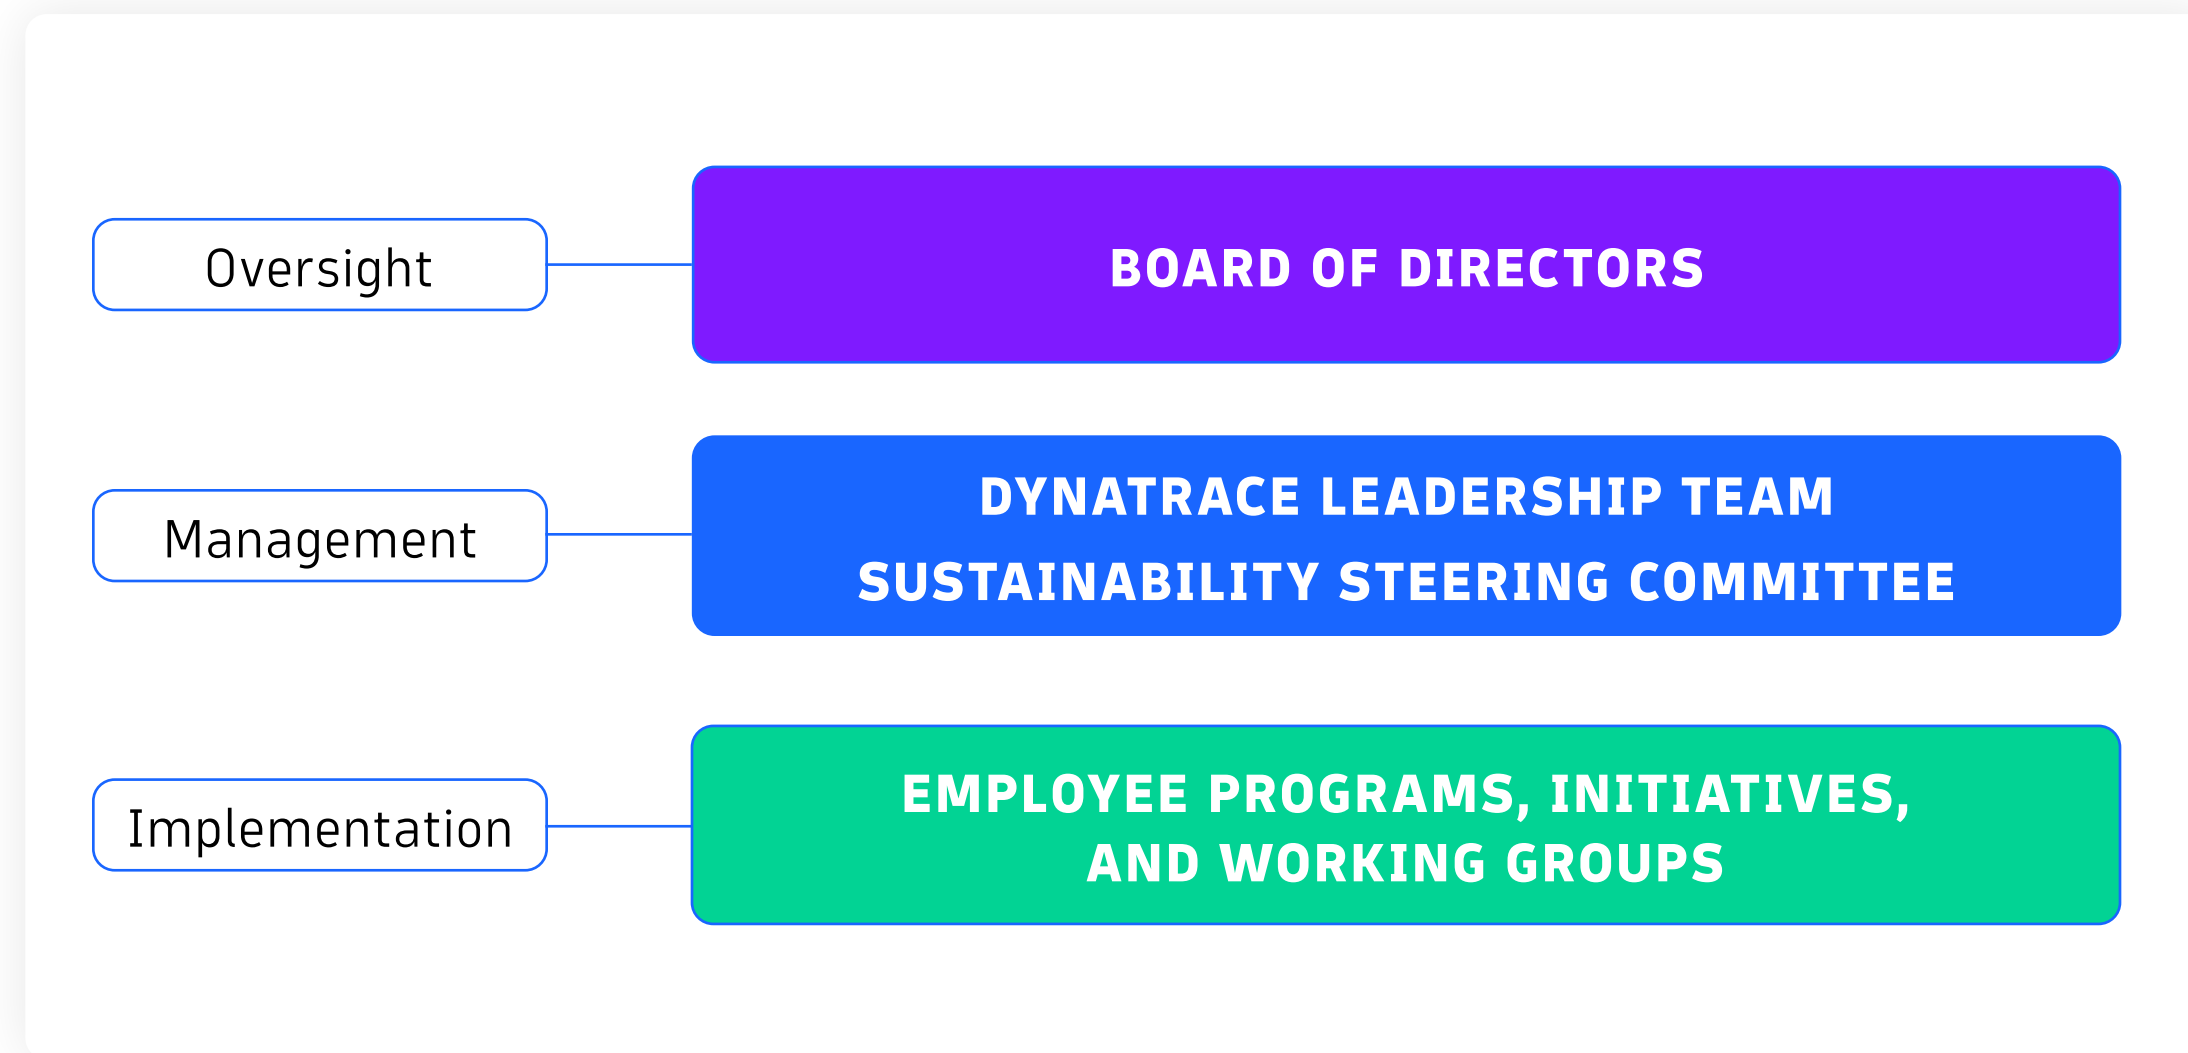 Oversight
BOARD OF DIRECTORS
Management
DYNATRACE LEADERSHIP TEAM
SUSTAINABILITY STEERING COMMITTEE
Implementation
EMPLOYEE PROGRAMS, INITIATIVES,
AND WORKING GROUPS